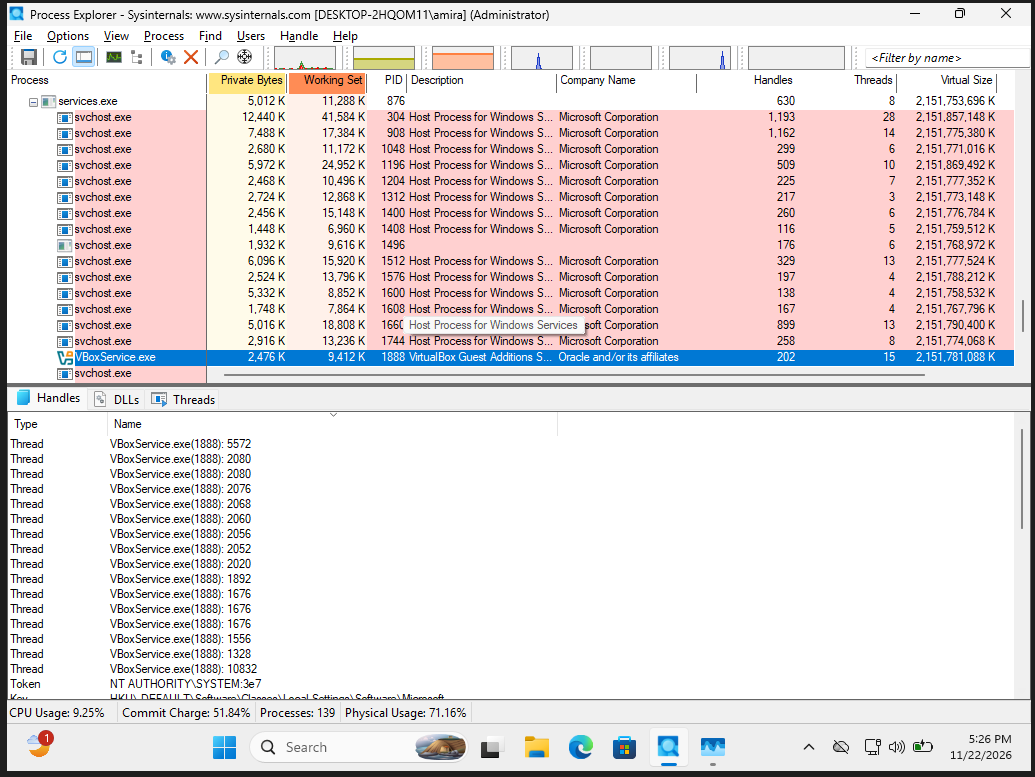 Process Explorer - Sysinternals: www.sysinternals.com [DESKTOP-2HQOM11\amira] (Administrator)
File Options View Process Find Users Handle Help
<Filter by name>
Process Private Bytes Working Set PID Description Company Name Handles Threads Virtual Size
services.exe 5,012 K 11,288 K 876 630 8 2,151,753,696 K
svchost.exe 12,440 K 41,584 K 304 Host Process for Windows S... Microsoft Corporation 1,193 28 2,151,857,148 K
svchost.exe 7,488 K 17,384 K 908 Host Process for Windows S... Microsoft Corporation 1,162 14 2,151,775,380 K
svchost.exe 2,680 K 11,172 K 1048 Host Process for Windows S... Microsoft Corporation 299 6 2,151,771,016 K
svchost.exe 5,972 K 24,952 K 1196 Host Process for Windows S... Microsoft Corporation 509 10 2,151,869,492 K
svchost.exe 2,468 K 10,496 K 1204 Host Process for Windows S... Microsoft Corporation 225 7 2,151,777,352 K
svchost.exe 2,724 K 12,868 K 1312 Host Process for Windows S... Microsoft Corporation 217 3 2,151,773,148 K
svchost.exe 2,456 K 15,148 K 1400 Host Process for Windows S... Microsoft Corporation 260 6 2,151,776,784 K
svchost.exe 1,448 K 6,960 K 1408 Host Process for Windows S... Microsoft Corporation 116 5 2,151,759,512 K
svchost.exe 1,932 K 9,616 K 1496 176 6 2,151,768,972 K
svchost.exe 6,096 K 15,920 K 1512 Host Process for Windows S... Microsoft Corporation 329 13 2,151,777,524 K
svchost.exe 2,524 K 13,796 K 1576 Host Process for Windows S... Microsoft Corporation 197 4 2,151,788,212 K
svchost.exe 5,332 K 8,852 K 1600 Host Process for Windows S... Microsoft Corporation 138 4 2,151,758,532 K
svchost.exe 1,748 K 7,864 K 1608 Host Process for Windows S... Microsoft Corporation 167 4 2,151,767,796 K
svchost.exe 5,016 K 18,808 K 1660 Host Process for Windows Services soft Corporation 899 13 2,151,790,400 K
svchost.exe 2,916 K 13,236 K 1744 Host Process for Windows S... Microsoft Corporation 258 8 2,151,774,068 K
VBoxService.exe 2,476 K 9,412 K 1888 VirtualBox Guest Additions S... Oracle and/or its affiliates 202 15 2,151,781,088 K
svchost.exe
Handles DLLs Threads
Type Name
Thread VBoxService.exe(1888): 5572
Thread VBoxService.exe(1888): 2080
Thread VBoxService.exe(1888): 2080
Thread VBoxService.exe(1888): 2076
Thread VBoxService.exe(1888): 2068
Thread VBoxService.exe(1888): 2060
Thread VBoxService.exe(1888): 2056
Thread VBoxService.exe(1888): 2052
Thread VBoxService.exe(1888): 2020
Thread VBoxService.exe(1888): 1892
Thread VBoxService.exe(1888): 1676
Thread VBoxService.exe(1888): 1676
Thread VBoxService.exe(1888): 1676
Thread VBoxService.exe(1888): 1556
Thread VBoxService.exe(1888): 1328
Thread VBoxService.exe(1888): 10832
Token NT AUTHORITY\SYSTEM:3e7
Key HKU\.DEFAULT\Software\Classes\Local Settings\Software\Microsoft
CPU Usage: 9.25% Commit Charge: 51.84% Processes: 139 Physical Usage: 71.16%
1
Search
5:26 PM
11/22/2026